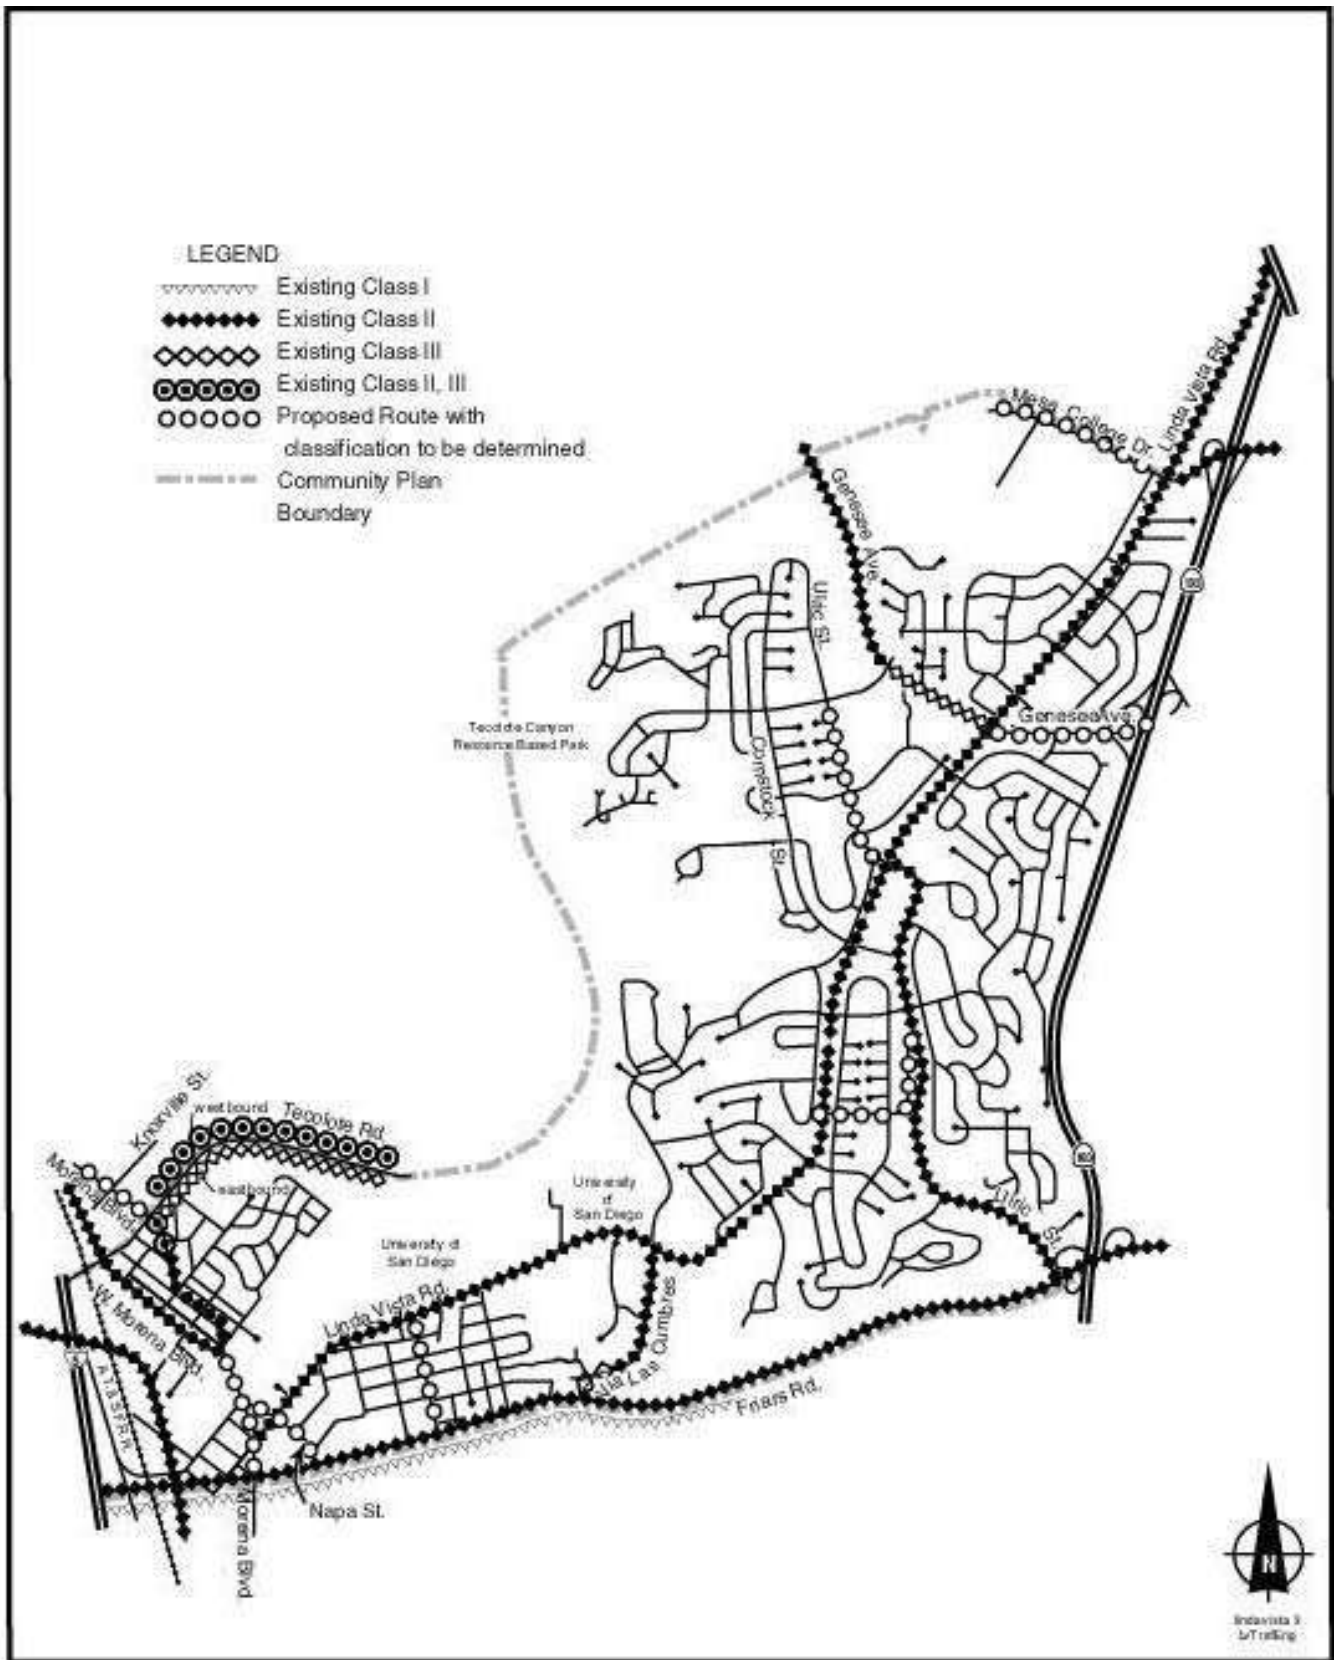 LEGEND
Existing Class I
Existing Class II
Existing Class III
Existing Class II, III
Proposed Route with
classification to be determined
Community Plan
Boundary
Linda Vista Rd.
Mesa College Dr.
Genesee Ave.
Ulric St.
Genesee Ave.
Tecolote Canyon
Resource Based Park
Comstock
St.
Knoxville St.
westbound
Tecolote Rd.
Morena Blvd.
eastbound
University
of
San Diego
University of
San Diego
Ulric St.
Linda Vista Rd.
W. Morena Blvd.
Via Las Cumbres
A.T.&S.F.R.R.
Friars Rd.
Napa St.
Morena Blvd
N
lindavista 3